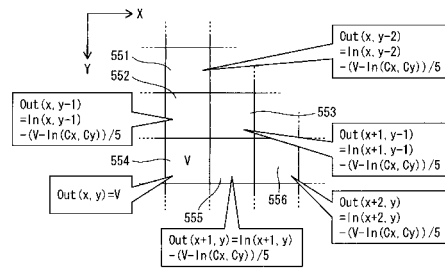 X
Y
551
552
553
554
V
555
556
Out(x, y-2)
=In(x, y-2)
-(V-In(Cx, Cy))/5
Out(x, y-1)
=In(x, y-1)
-(V-In(Cx, Cy))/5
Out(x+1, y-1)
=In(x+1, y-1)
-(V-In(Cx, Cy))/5
Out(x, y)=V
Out(x+2, y)
=In(x+2, y)
-(V-In(Cx, Cy))/5
Out(x+1, y)=In(x+1, y)
-(V-In(Cx, Cy))/5